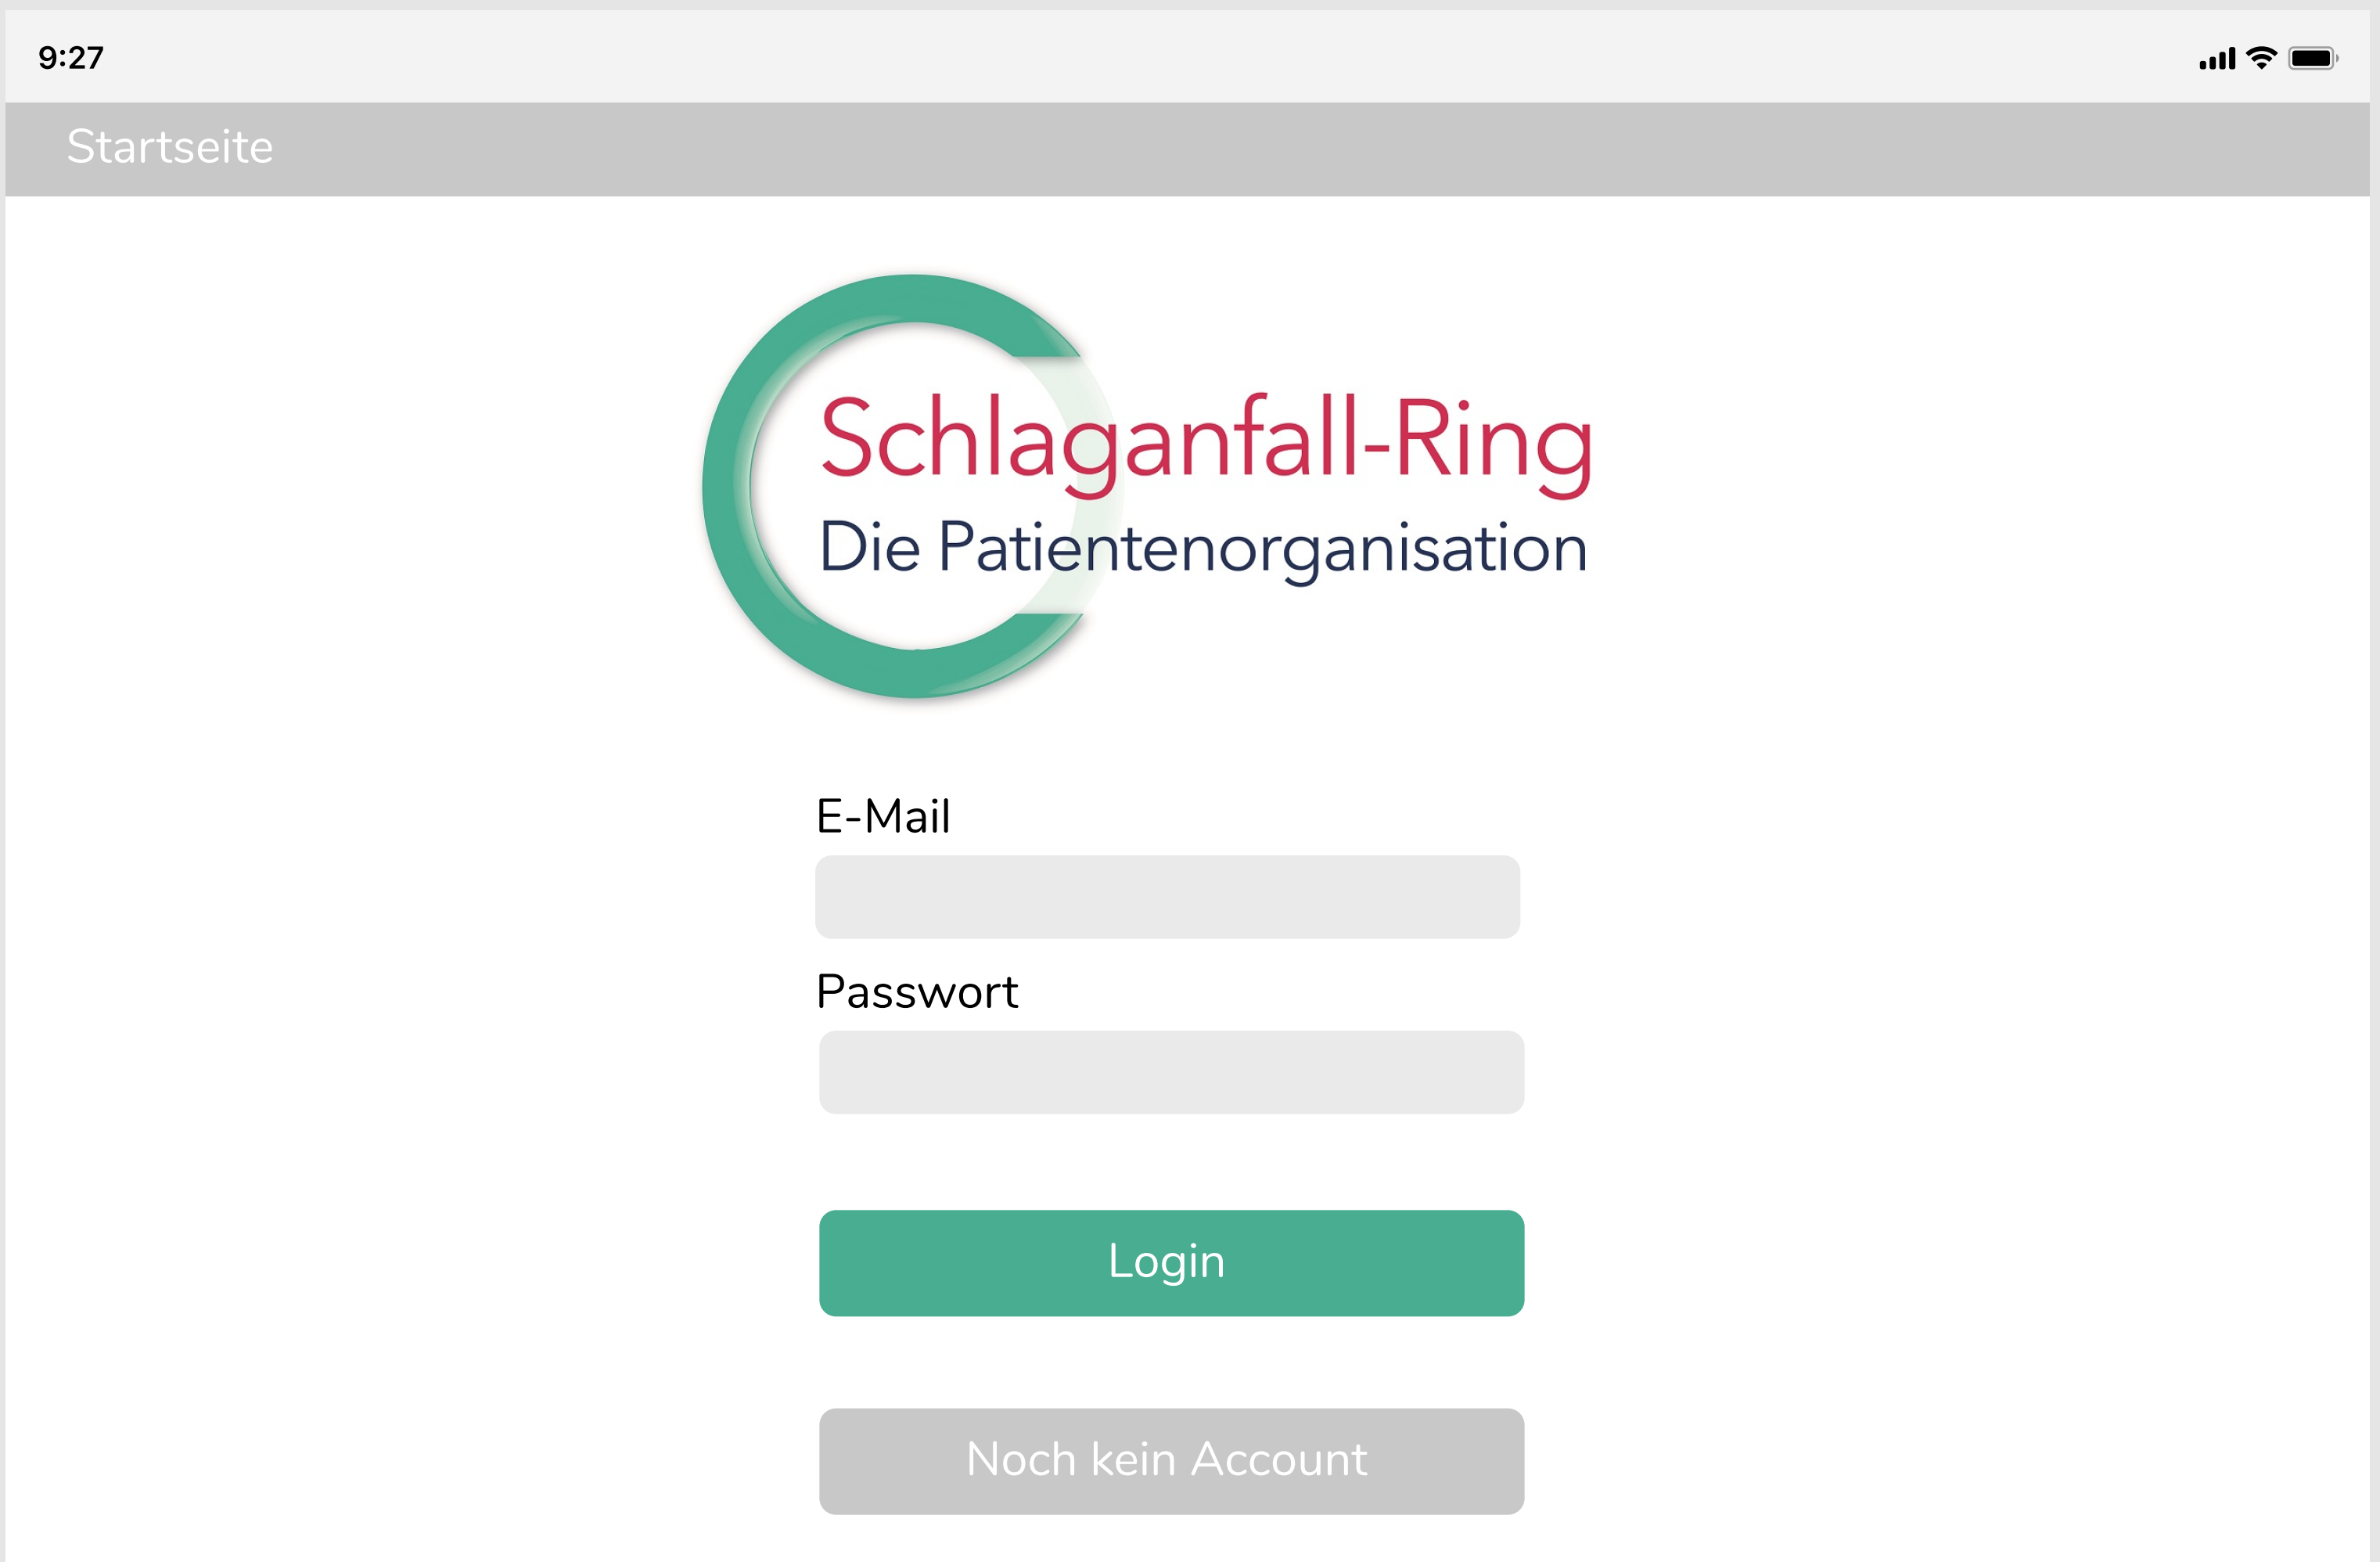 9:27
Startseite
Schlaganfall-Ring
Die Patientenorganisation
E-Mail
Passwort
Login
Noch kein Account